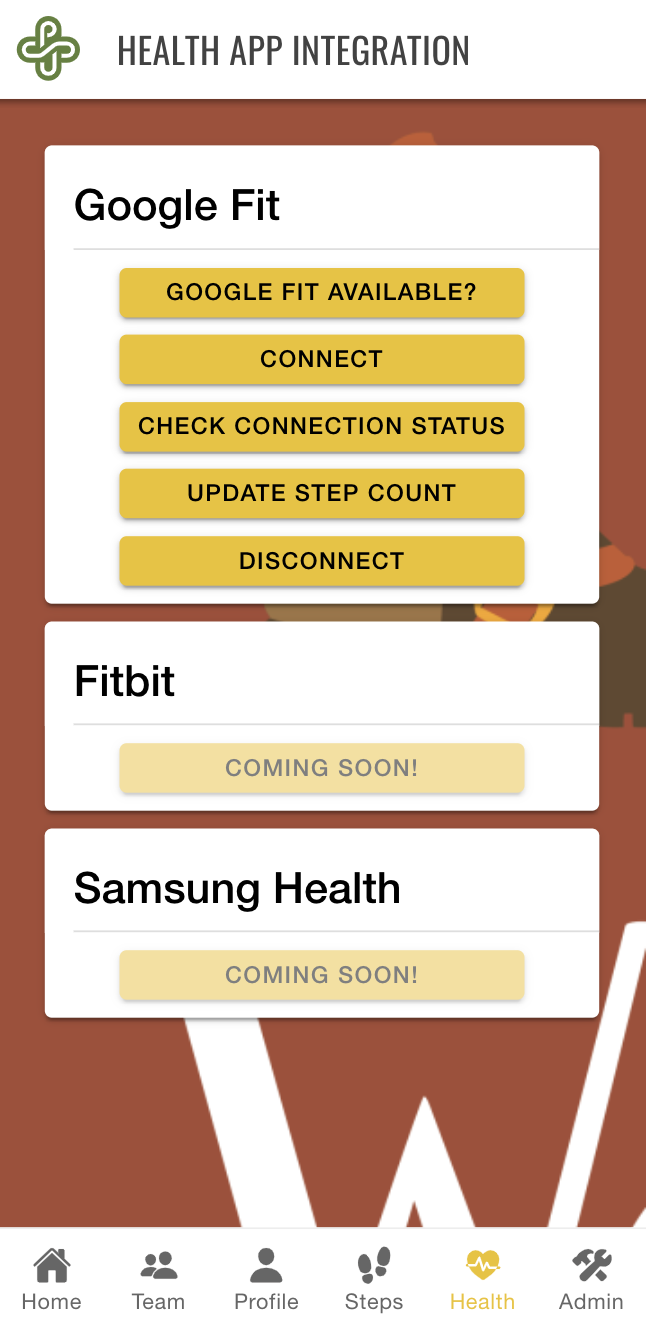 HEALTH APP INTEGRATION
Google Fit
GOOGLE FIT AVAILABLE?
CONNECT
CHECK CONNECTION STATUS
UPDATE STEP COUNT
DISCONNECT
Fitbit
COMING SOON!
Samsung Health
COMING SOON!
Home Team Profile Steps Health Admin